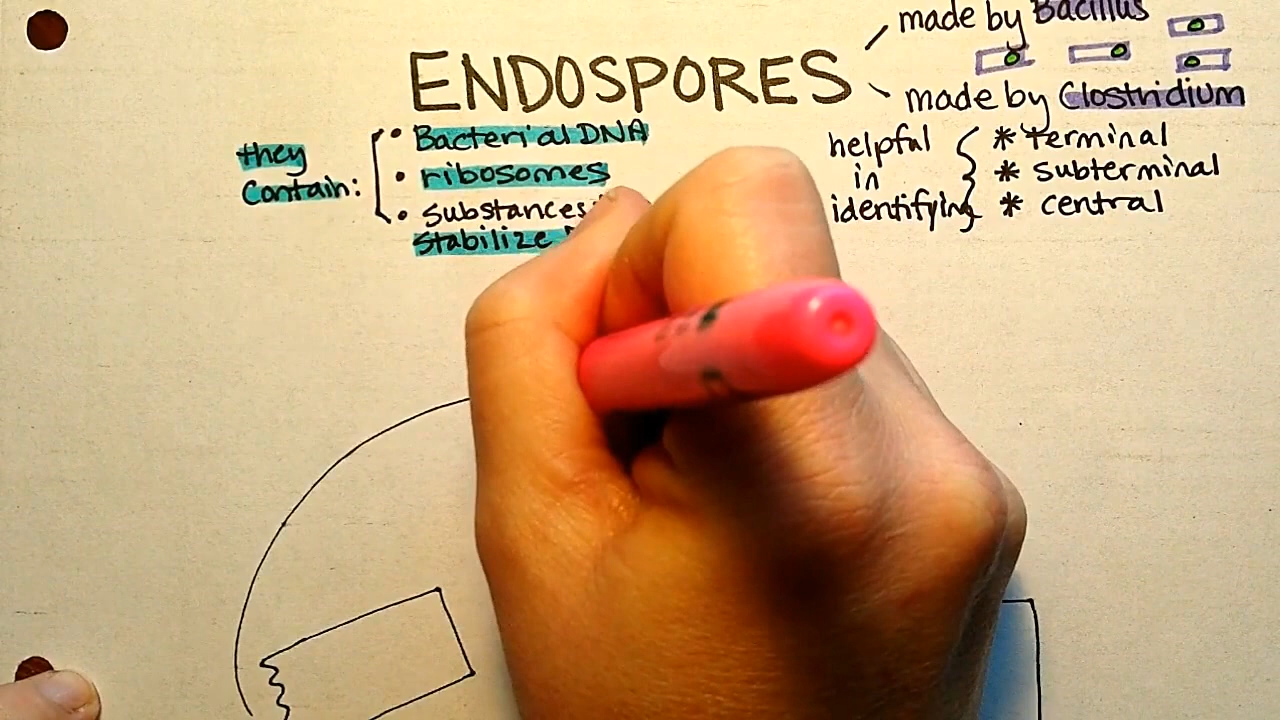 made by Bacillus
ENDOSPORES
made by Clostridium
they
Contain:
• Bacterial DNA
• ribosomes
• Substances
Stabilize
helpful
in
identifying
* terminal
* subterminal
* central